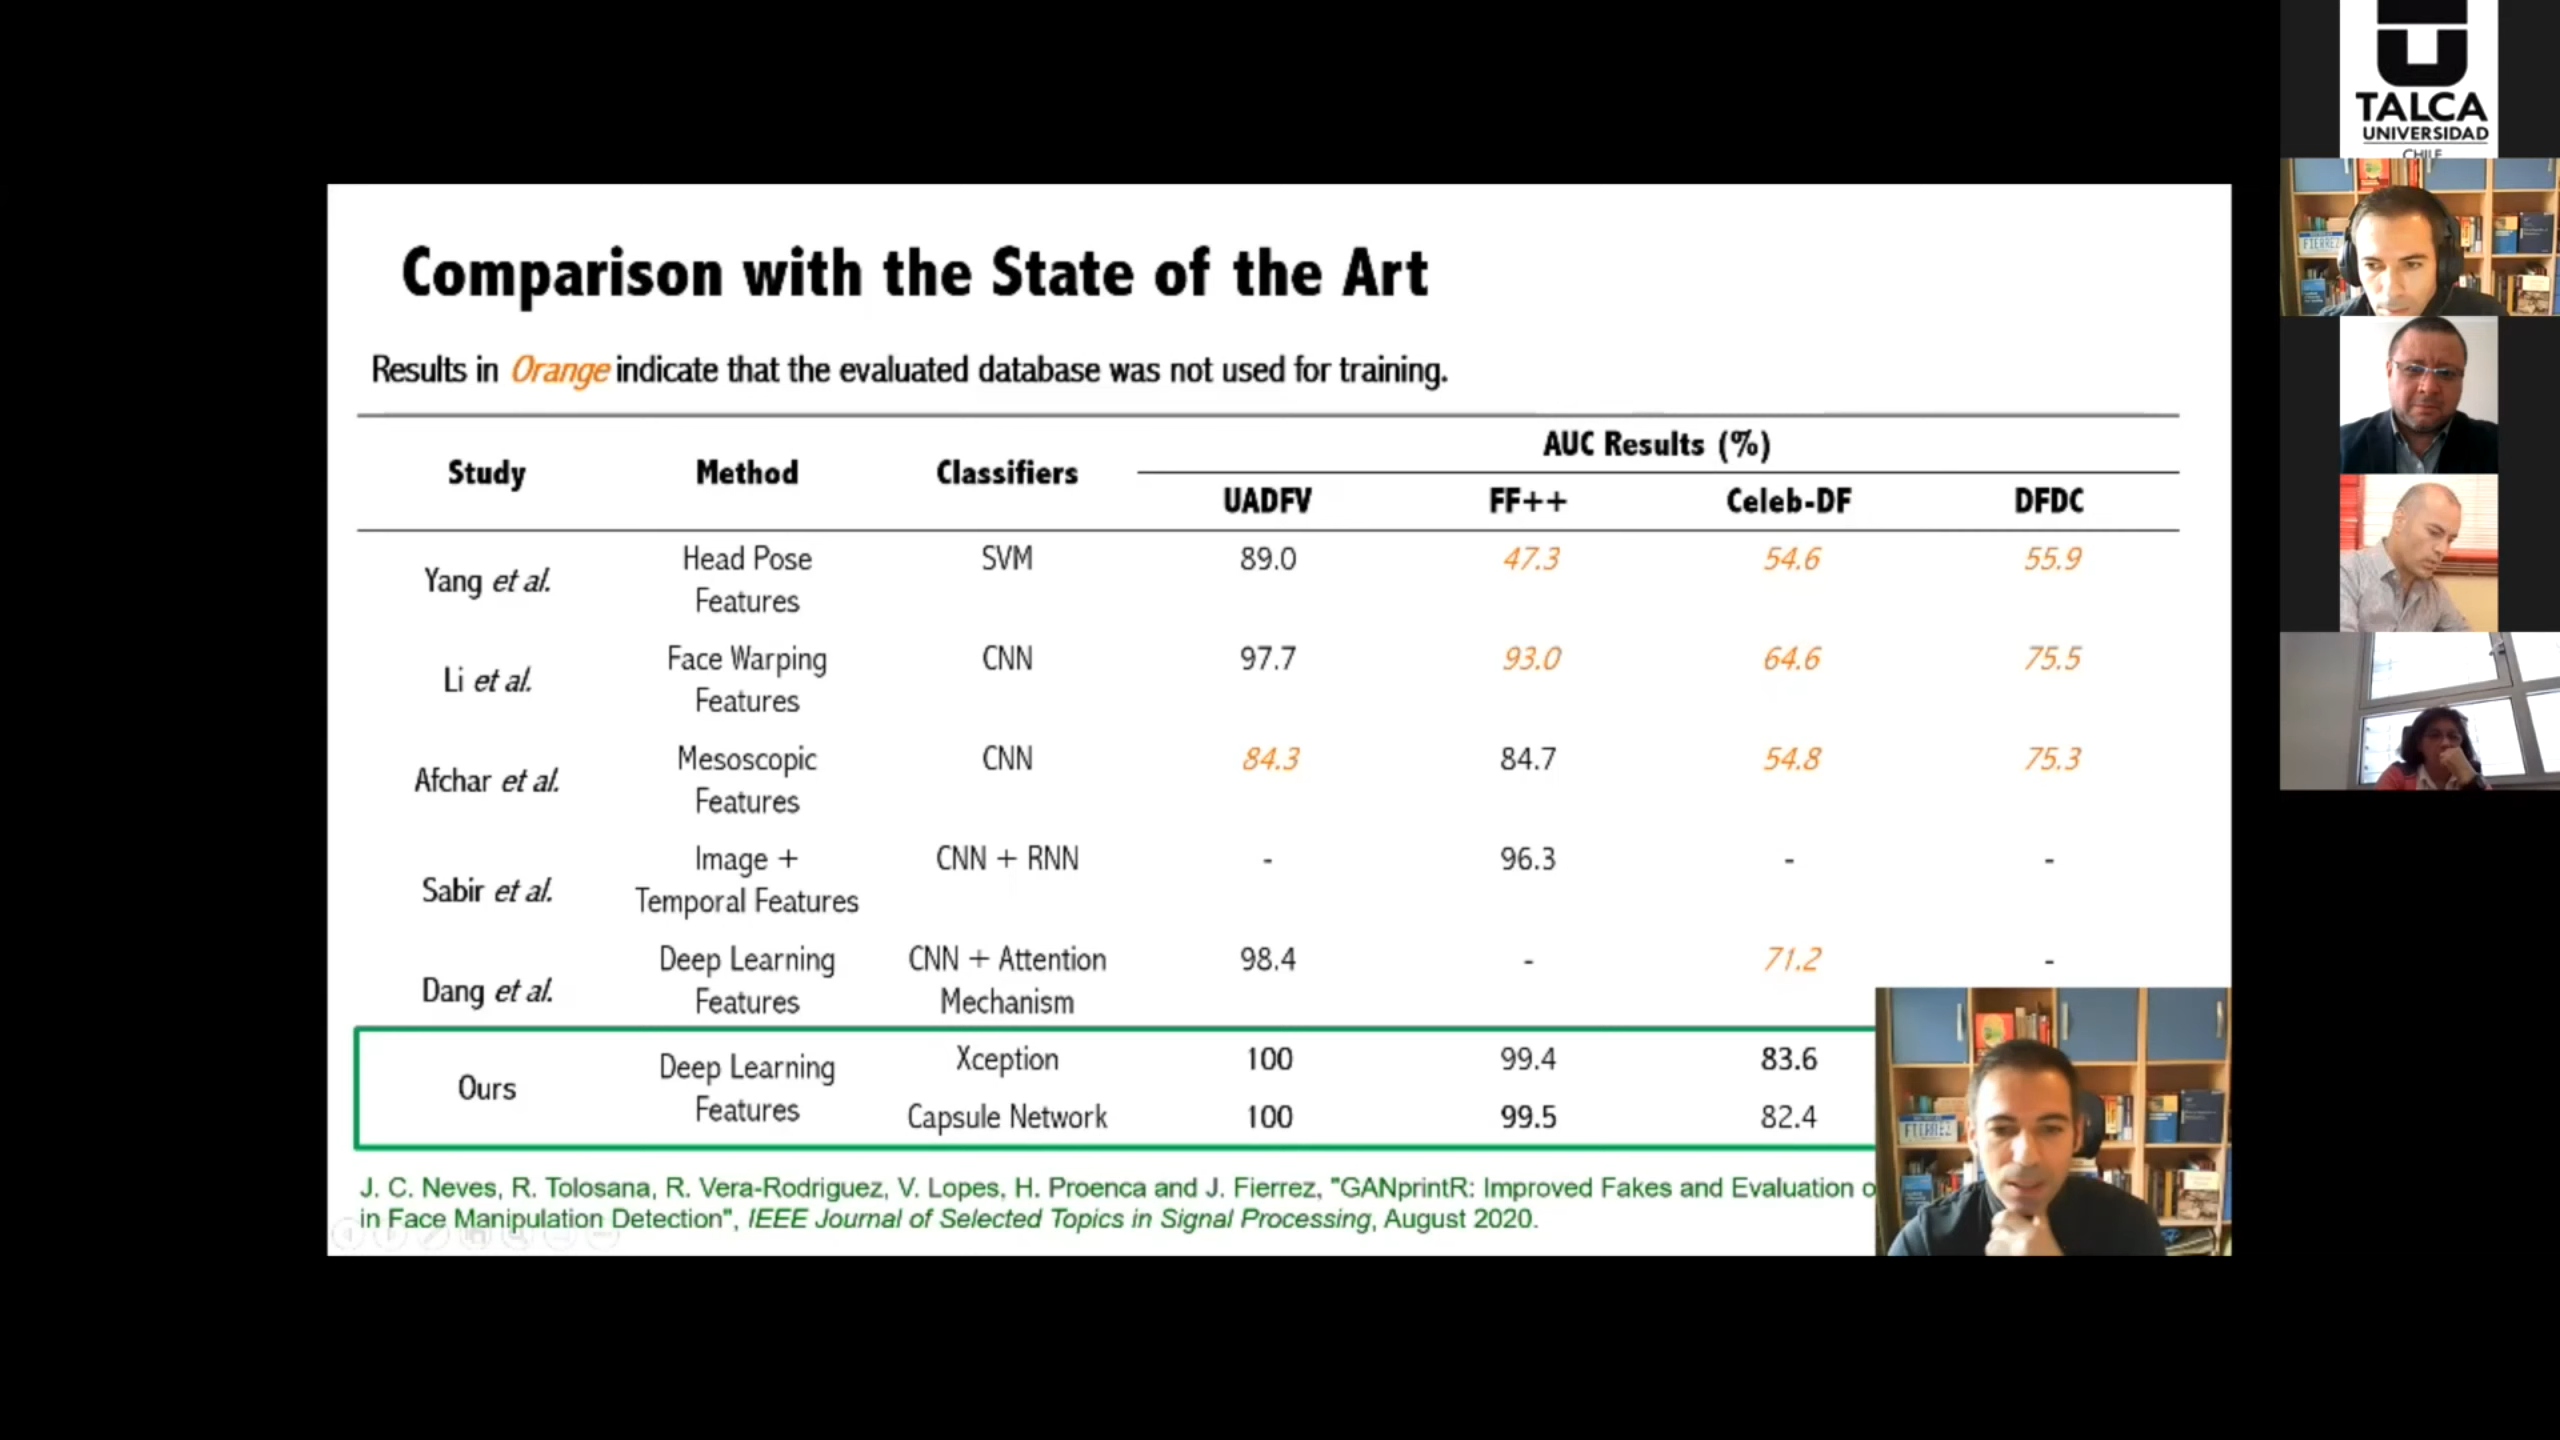 TALCA
UNIVERSIDAD
CHILE
FIERREZ
Comparison with the State of the Art
Results in Orange indicate that the evaluated database was not used for training.
AUC Results (%)
Study Method Classifiers
UADFV FF++ Celeb-DF DFDC
Yang et al. Head Pose Features SVM 89.0 47.3 54.6 55.9
Li et al. Face Warping Features CNN 97.7 93.0 64.6 75.5
Afchar et al. Mesoscopic Features CNN 84.3 84.7 54.8 75.3
Sabir et al. Image + Temporal Features CNN + RNN - 96.3 - -
Dang et al. Deep Learning Features CNN + Attention Mechanism 98.4 - 71.2 -
Ours Deep Learning Features Xception 100 99.4 83.6
Capsule Network 100 99.5 82.4
J. C. Neves, R. Tolosana, R. Vera-Rodriguez, V. Lopes, H. Proenca and J. Fierrez, "GANprintR: Improved Fakes and Evaluation o
in Face Manipulation Detection", IEEE Journal of Selected Topics in Signal Processing, August 2020.
FIERREZ